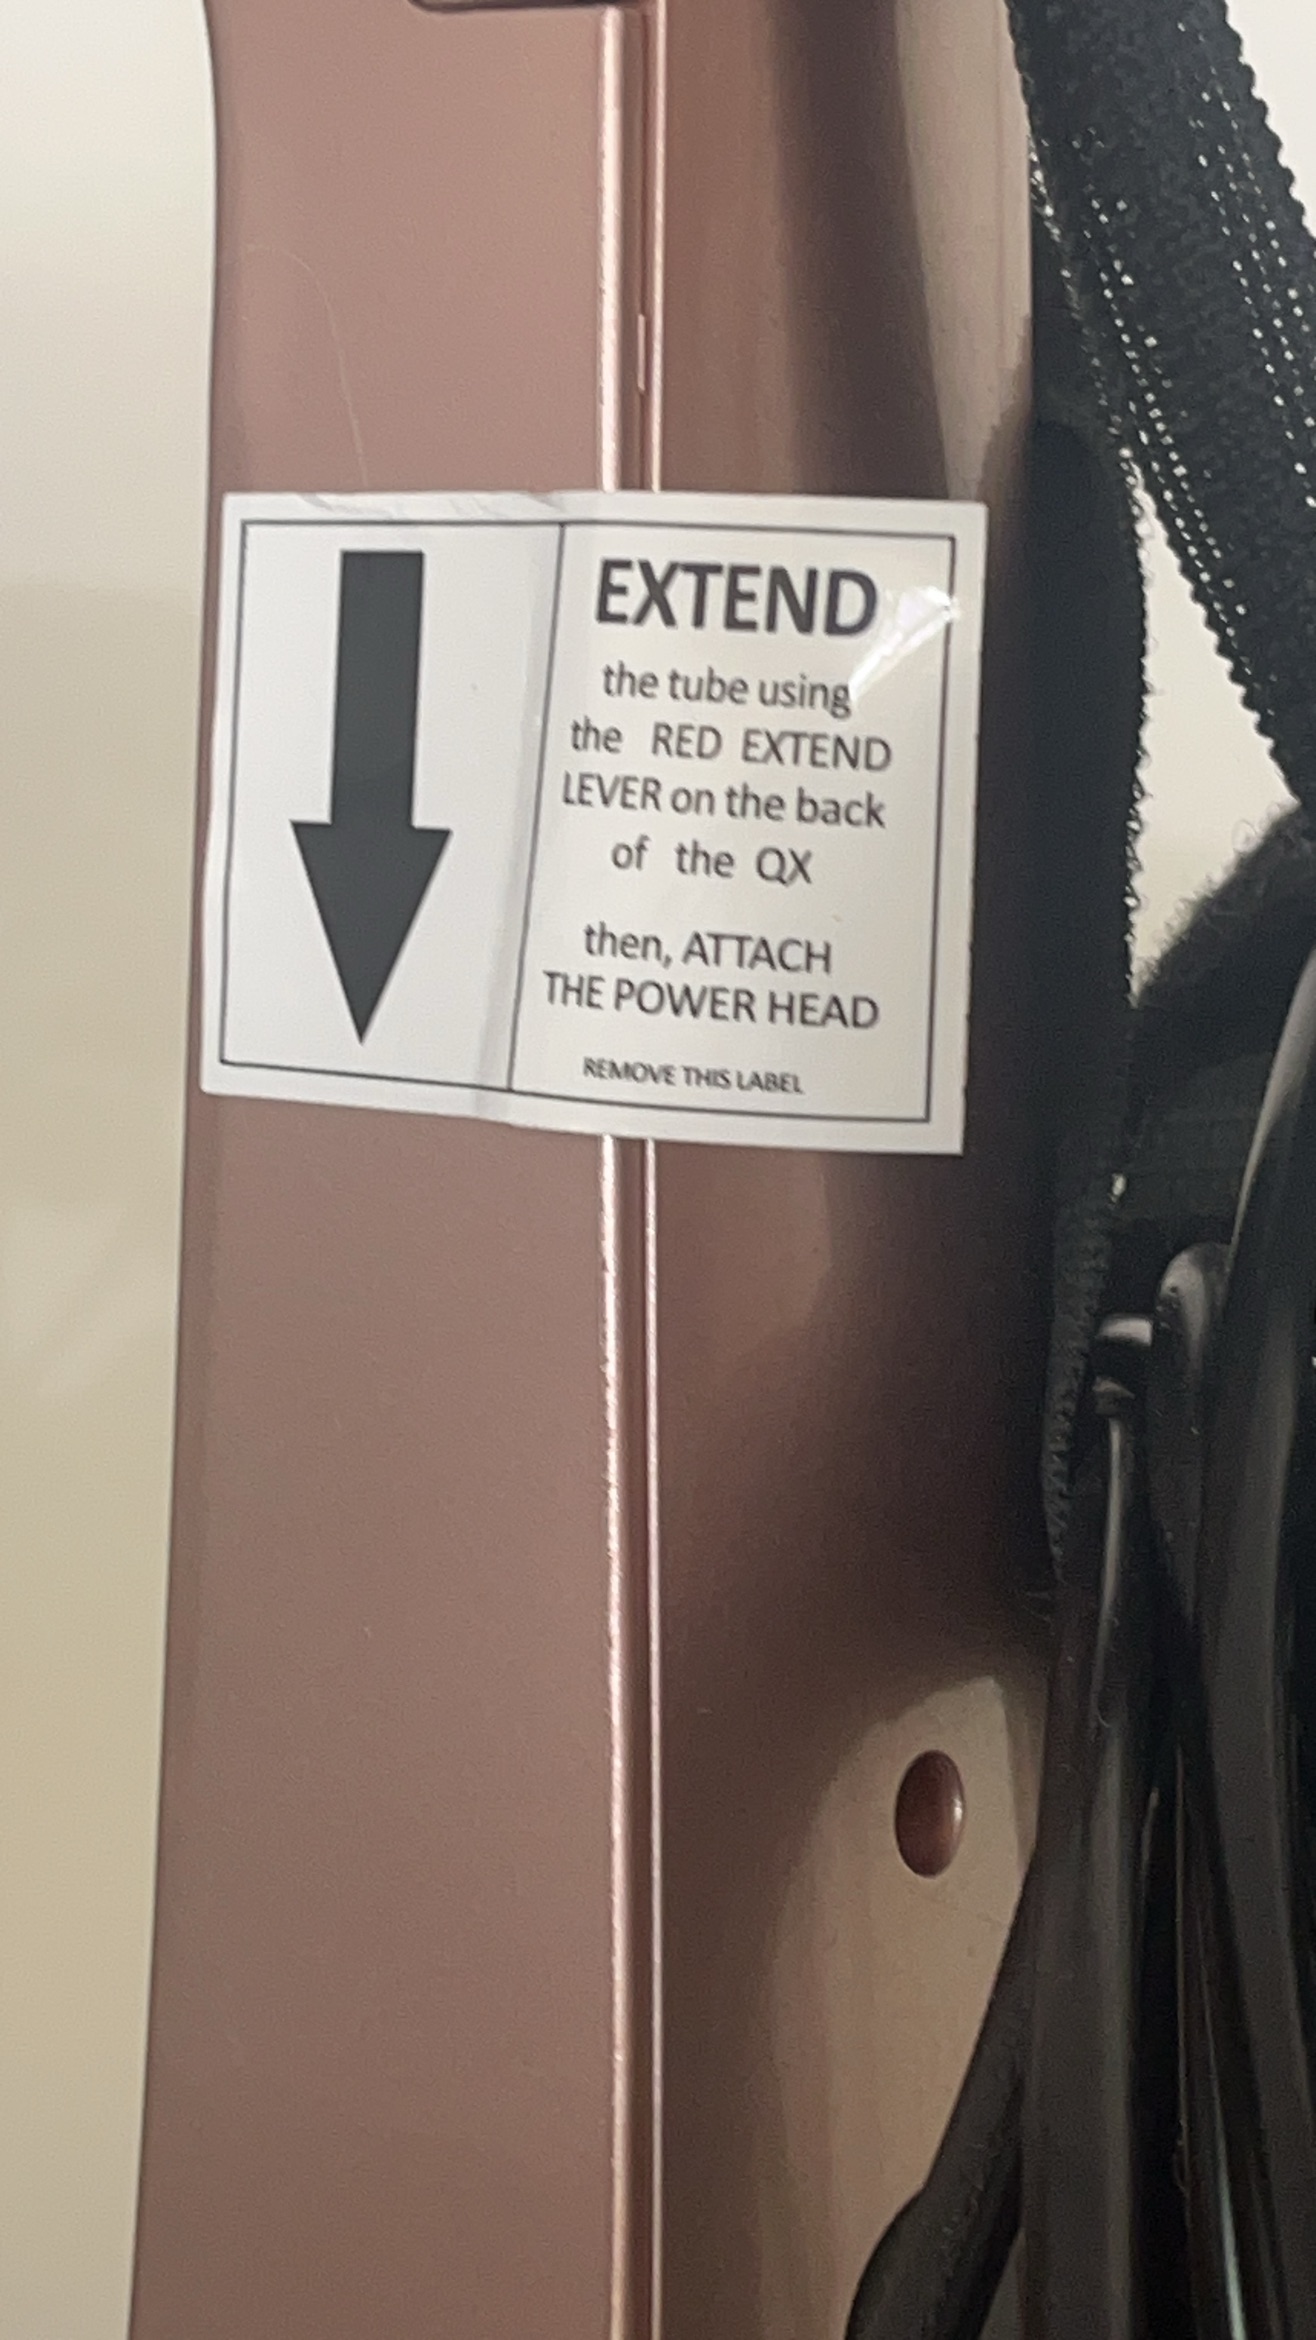 EXTEND
the tube using
the RED EXTEND
LEVER on the back
of the QX
then, ATTACH
THE POWER HEAD
REMOVE THIS LABEL